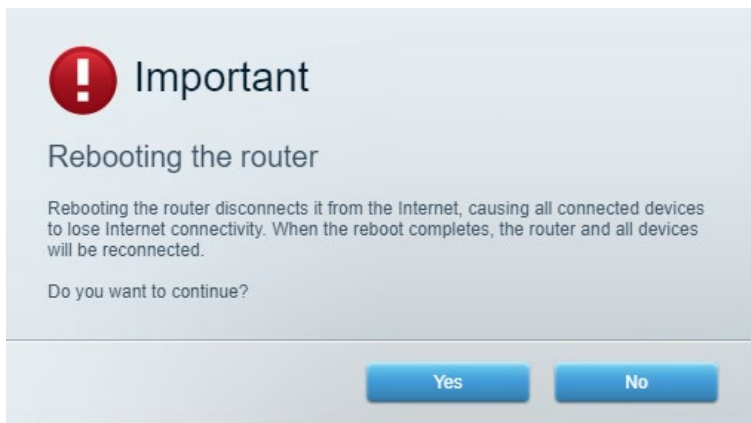 Important
Rebooting the router
Rebooting the router disconnects it from the Internet, causing all connected devices
to lose Internet connectivity. When the reboot completes, the router and all devices
will be reconnected.
Do you want to continue?
Yes No